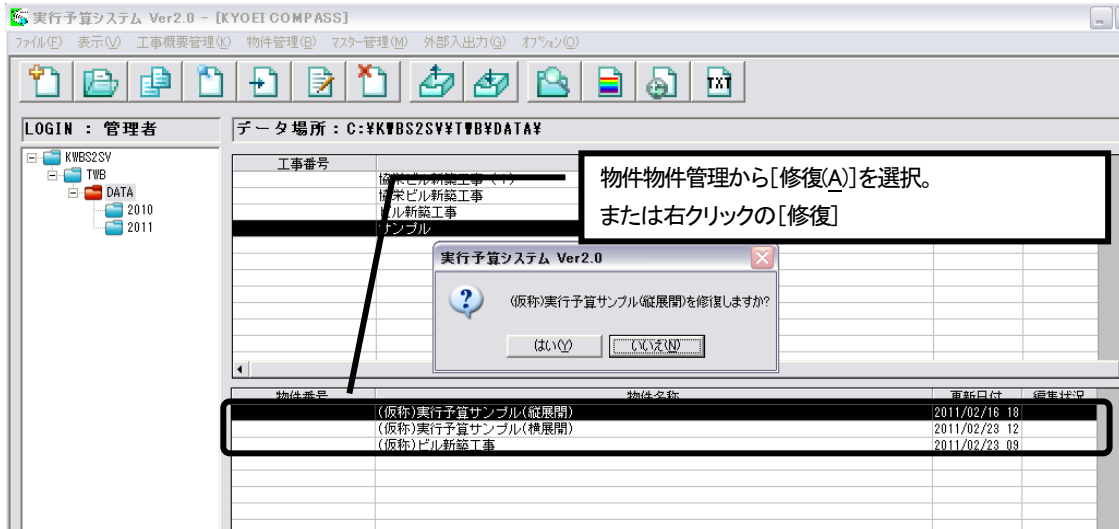 実行予算システム Ver2.0 - [KYOEI COMPASS]
ファイル(F) 表示(V) 工事概要管理(K) 物件管理(B) マスター管理(M) 外部入出力(G) オプション(O)
TXT
LOGIN : 管理者
データ場所:C:¥KWBS2SV¥TWB¥DATA¥
KWBS2SV
TWB
DATA
2010
2011
工事番号
協栄ビル新築工事(1)
協栄ビル新築工事
ビル新築工事
サンプル
物件物件管理から[修復(A)]を選択。
または右クリックの[修復]
実行予算システム Ver2.0
(仮称)実行予算サンプル(縦展開)を修復しますか?
はい(Y) いいえ(N)
物件番号 物件名称 更新日付 編集状況
(仮称)実行予算サンプル(縦展開) 2011/02/16 18
(仮称)実行予算サンプル(横展開) 2011/02/23 12
(仮称)ビル新築工事 2011/02/23 09